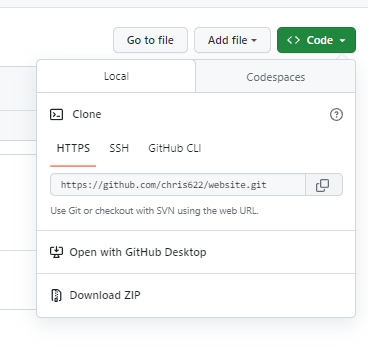 Go to file Add file <> Code
Local Codespaces
Clone
HTTPS SSH GitHub CLI
https://github.com/chris622/website.git
Use Git or checkout with SVN using the web URL.
Open with GitHub Desktop
Download ZIP